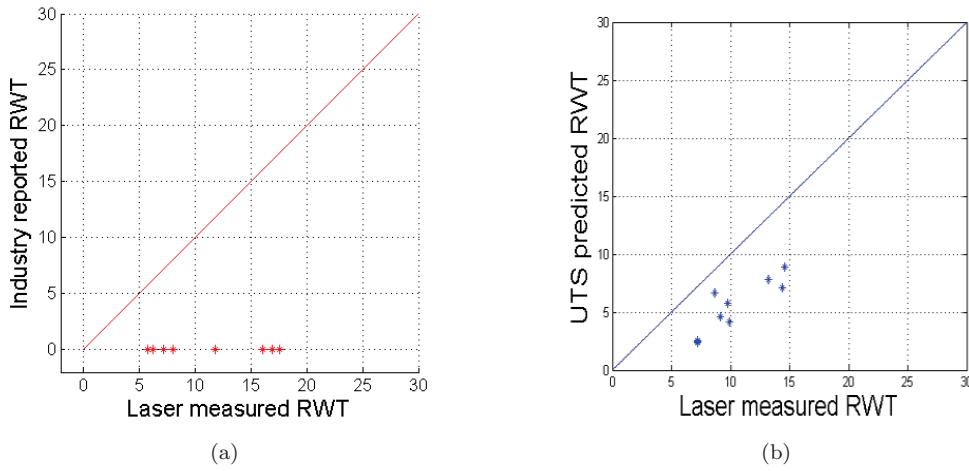 30
25
20
15
10
5
0
Industry reported RWT
0 5 10 15 20 25 30
Laser measured RWT
(a)
30
25
20
15
10
5
0
UTS predicted RWT
0 5 10 15 20 25 30
Laser measured RWT
(b)